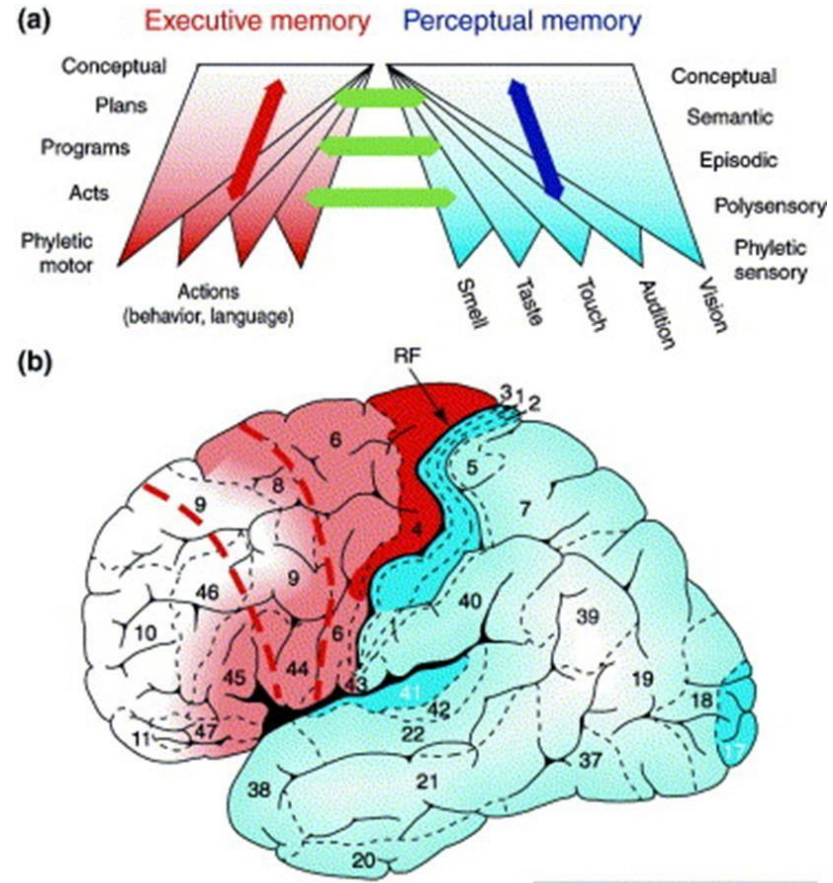 (a)
Executive memory Perceptual memory
Conceptual
Plans
Programs
Acts
Phyletic
motor
Conceptual
Semantic
Episodic
Polysensory
Phyletic
sensory
Actions
(behavior, language)
Smell
Taste
Touch
Audition
Vision
(b)
RF
3 1 2
6
5
8
9
7
4
9
46
40
39
10
6
44
45
43
41
42
19
18
17
11
47
22
37
21
38
20